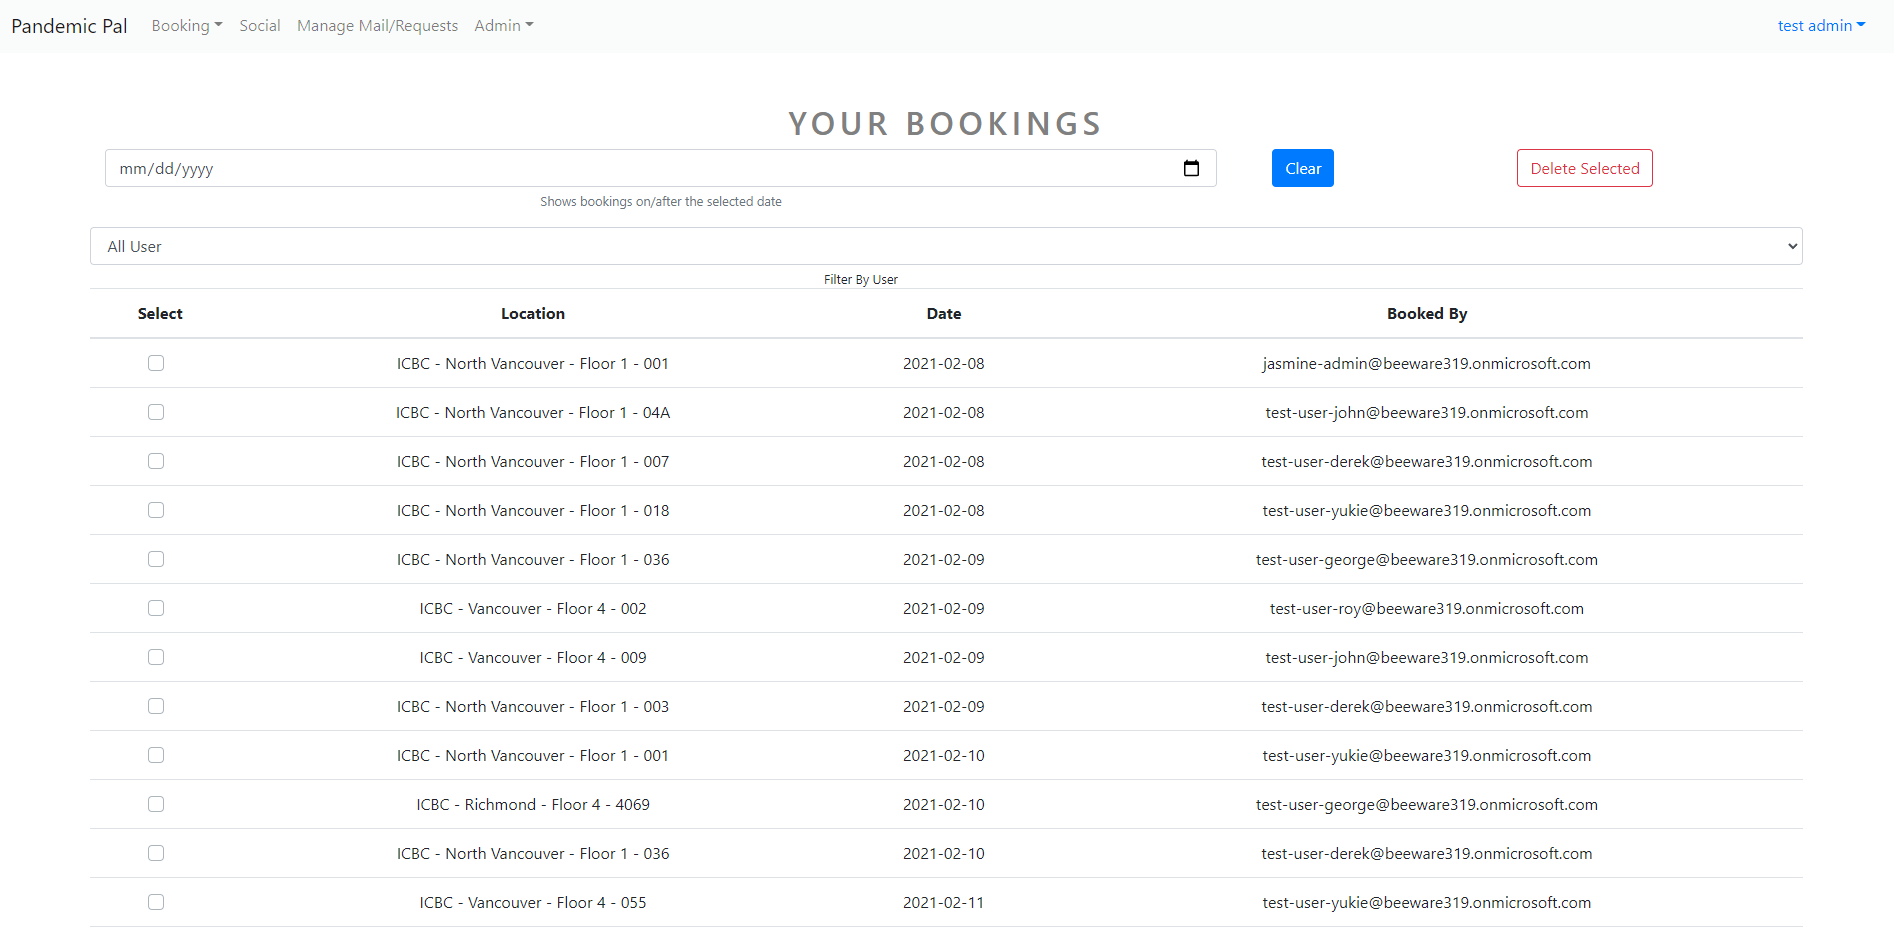 Pandemic Pal Booking Social Manage Mail/Requests Admin test admin
YOUR BOOKINGS
mm/dd/yyyy Clear Delete Selected
Shows bookings on/after the selected date
All User
Filter By User
Select Location Date Booked By
ICBC - North Vancouver - Floor 1 - 001 2021-02-08 jasmine-admin@beeware319.onmicrosoft.com
ICBC - North Vancouver - Floor 1 - 04A 2021-02-08 test-user-john@beeware319.onmicrosoft.com
ICBC - North Vancouver - Floor 1 - 007 2021-02-08 test-user-derek@beeware319.onmicrosoft.com
ICBC - North Vancouver - Floor 1 - 018 2021-02-08 test-user-yukie@beeware319.onmicrosoft.com
ICBC - North Vancouver - Floor 1 - 036 2021-02-09 test-user-george@beeware319.onmicrosoft.com
ICBC - Vancouver - Floor 4 - 002 2021-02-09 test-user-roy@beeware319.onmicrosoft.com
ICBC - Vancouver - Floor 4 - 009 2021-02-09 test-user-john@beeware319.onmicrosoft.com
ICBC - North Vancouver - Floor 1 - 003 2021-02-09 test-user-derek@beeware319.onmicrosoft.com
ICBC - North Vancouver - Floor 1 - 001 2021-02-10 test-user-yukie@beeware319.onmicrosoft.com
ICBC - Richmond - Floor 4 - 4069 2021-02-10 test-user-george@beeware319.onmicrosoft.com
ICBC - North Vancouver - Floor 1 - 036 2021-02-10 test-user-derek@beeware319.onmicrosoft.com
ICBC - Vancouver - Floor 4 - 055 2021-02-11 test-user-yukie@beeware319.onmicrosoft.com